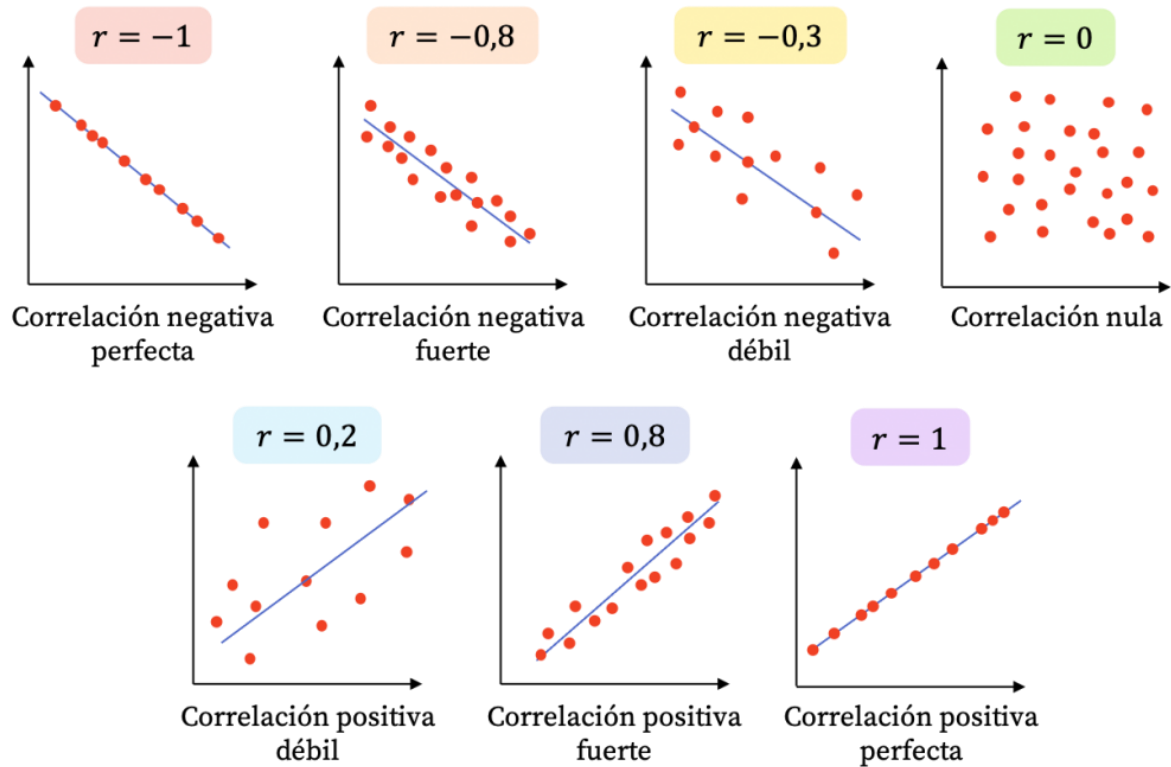 r = −1
r = −0,8
r = −0,3
r = 0
Correlación negativa
perfecta
Correlación negativa
fuerte
Correlación negativa
débil
Correlación nula
r = 0,2
r = 0,8
r = 1
Correlación positiva
débil
Correlación positiva
fuerte
Correlación positiva
perfecta